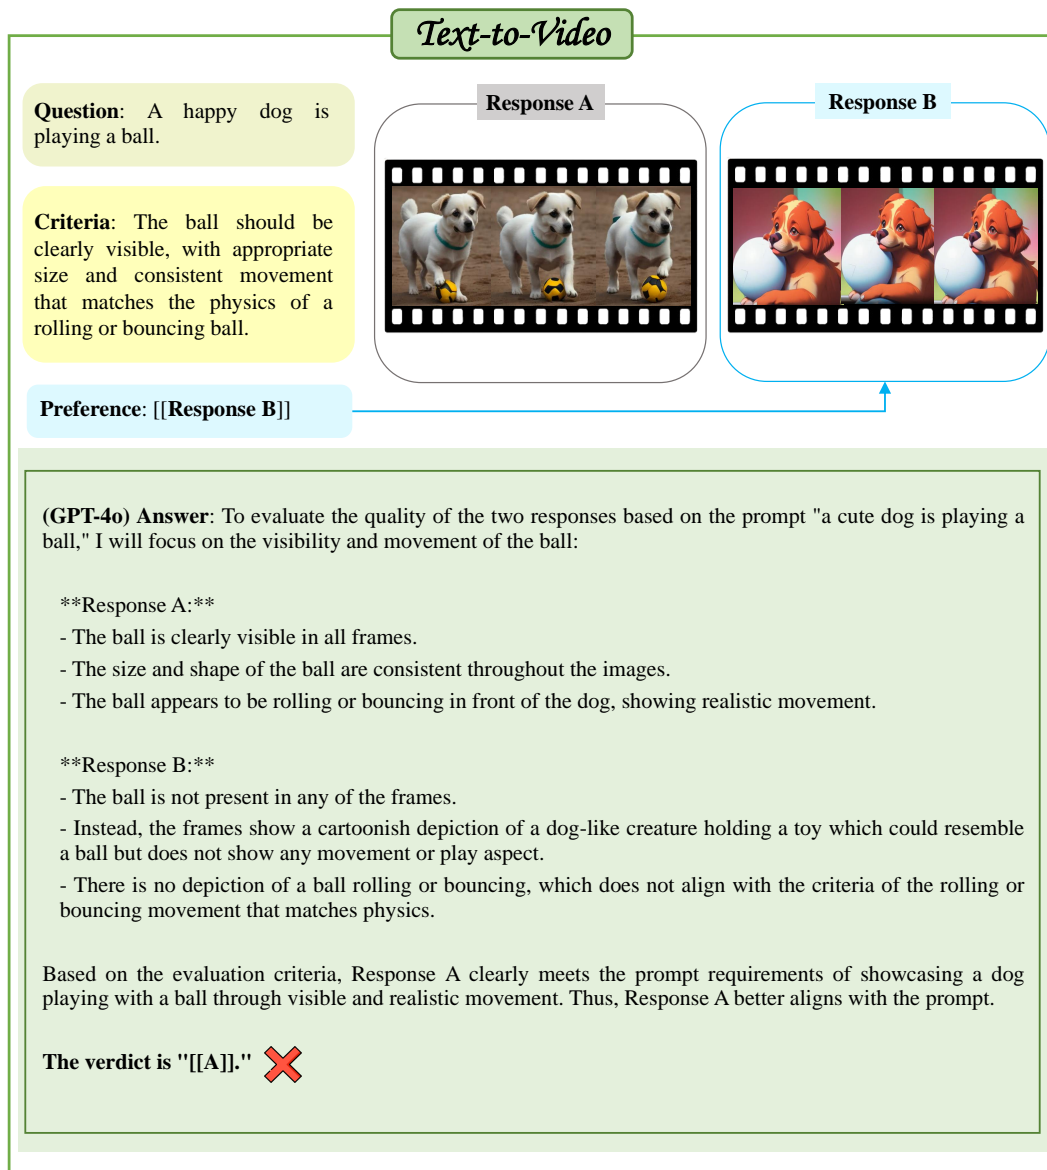 Text-to-Video
Question: A happy dog is
playing a ball.
Response A
Response B
Criteria: The ball should be
clearly visible, with appropriate
size and consistent movement
that matches the physics of a
rolling or bouncing ball.
Preference: [[Response B]]
(GPT-4o) Answer: To evaluate the quality of the two responses based on the prompt "a cute dog is playing a
ball," I will focus on the visibility and movement of the ball:
**Response A:**
- The ball is clearly visible in all frames.
- The size and shape of the ball are consistent throughout the images.
- The ball appears to be rolling or bouncing in front of the dog, showing realistic movement.
**Response B:**
- The ball is not present in any of the frames.
- Instead, the frames show a cartoonish depiction of a dog-like creature holding a toy which could resemble
a ball but does not show any movement or play aspect.
- There is no depiction of a ball rolling or bouncing, which does not align with the criteria of the rolling or
bouncing movement that matches physics.
Based on the evaluation criteria, Response A clearly meets the prompt requirements of showcasing a dog
playing with a ball through visible and realistic movement. Thus, Response A better aligns with the prompt.
The verdict is "[[A]]."